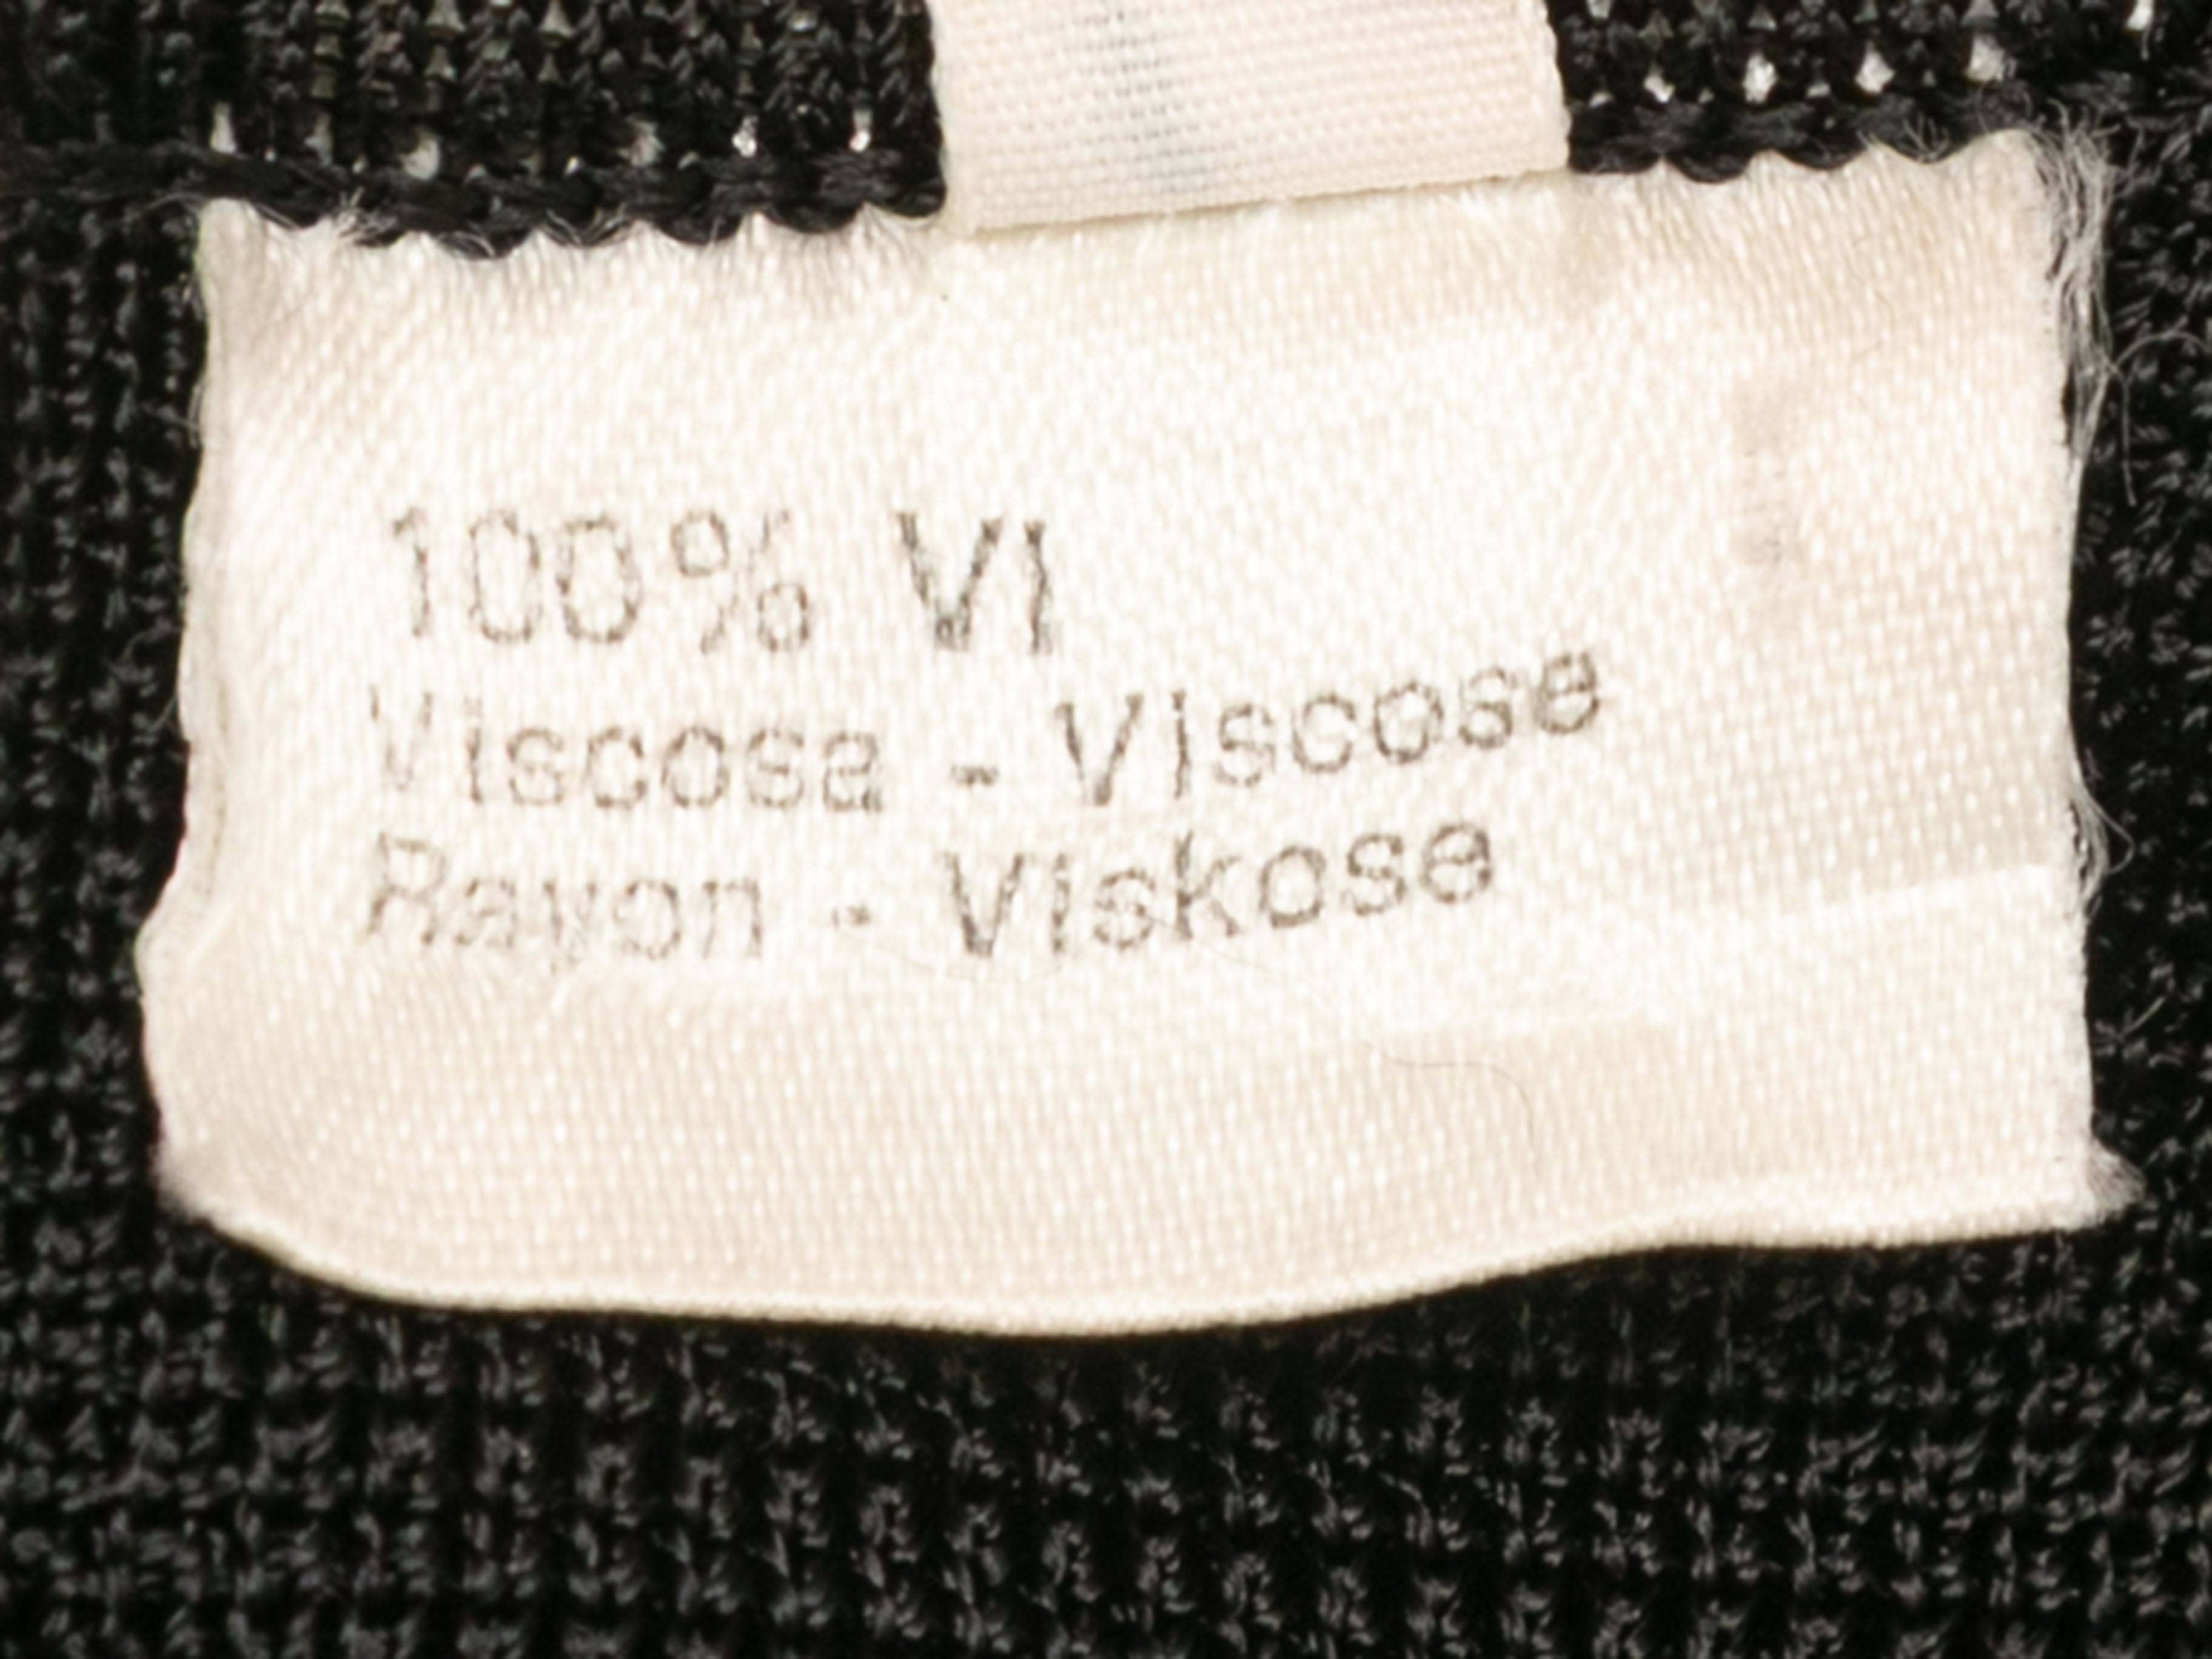 100% VI
Viscosa - Viscose
Rayon - Viskose